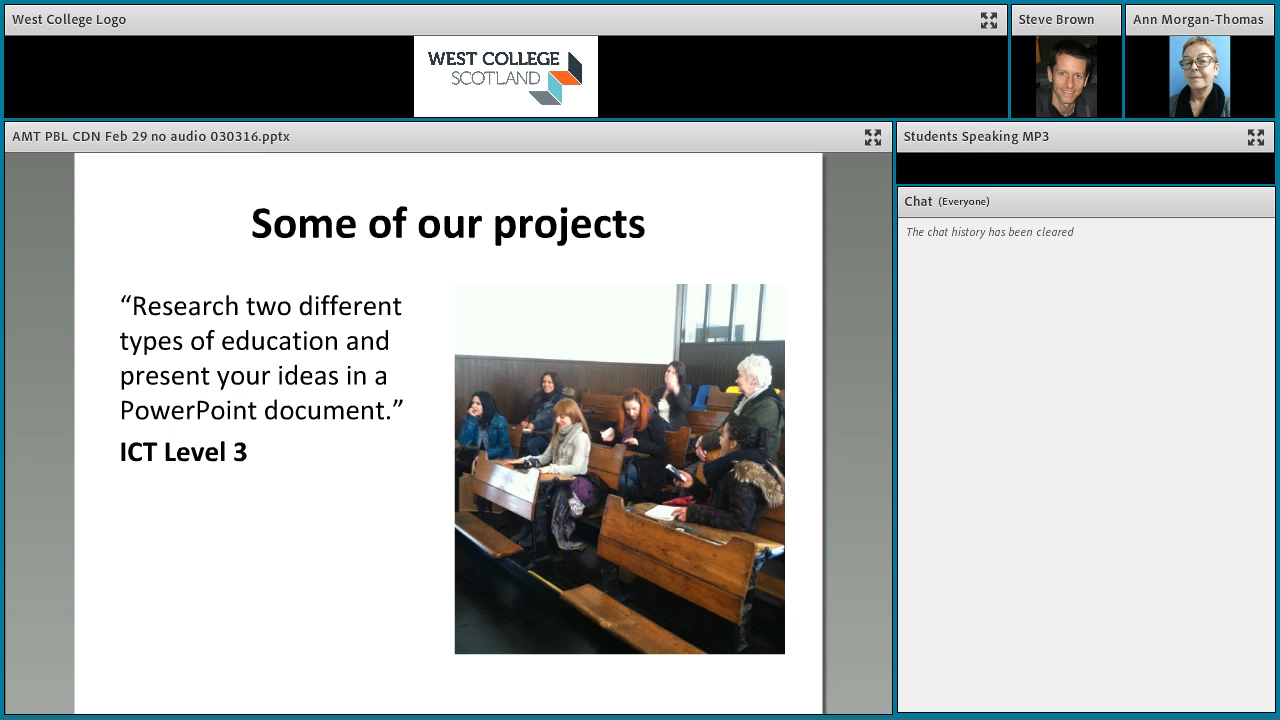 West College Logo
Steve Brown
Ann Morgan-Thomas
WEST COLLEGE
SCOTLAND
AMT PBL CDN Feb 29 no audio 030316.pptx
Students Speaking MP3
Chat (Everyone)
The chat history has been cleared
Some of our projects
“Research two different
types of education and
present your ideas in a
PowerPoint document.”
ICT Level 3